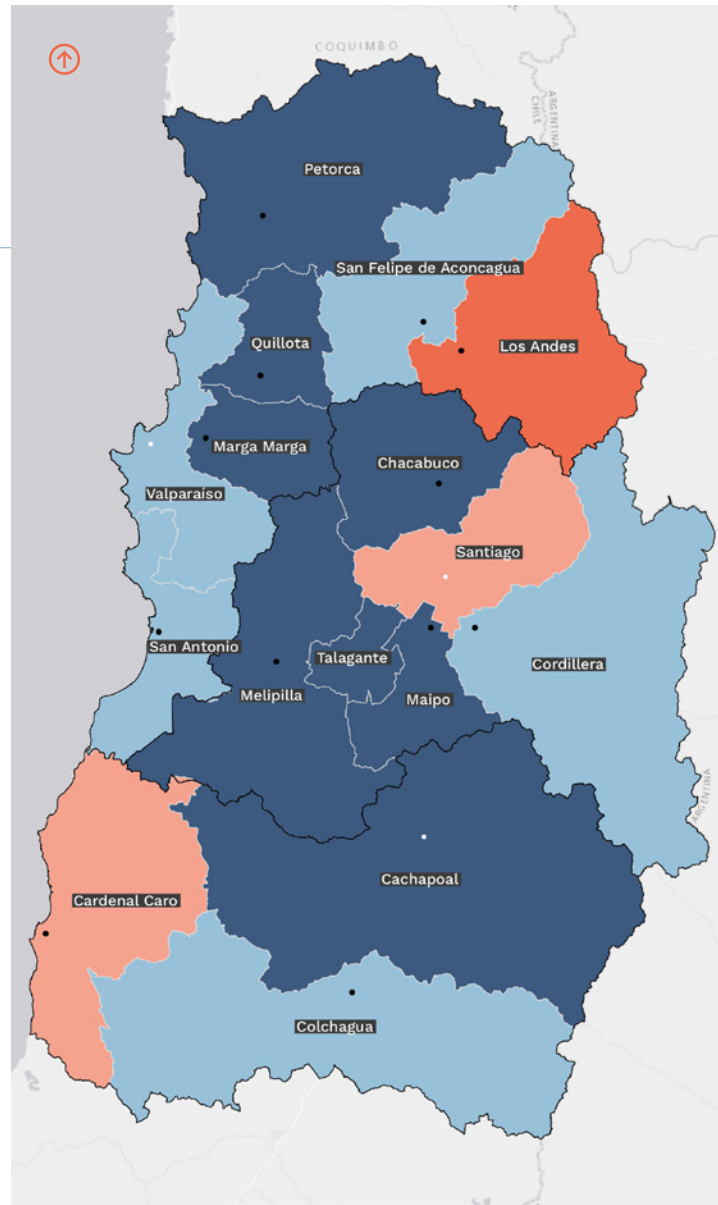 COQUIMBO
ARGENTINA
CHILE
Petorca
San Felipe de Aconcagua
Quillota
Los Andes
Marga Marga
Chacabuco
Valparaíso
Santiago
San Antonio
Talagante
Cordillera
Melipilla
Maipo
ARGENTINA
Cachapoal
Cardenal Caro
Colchagua